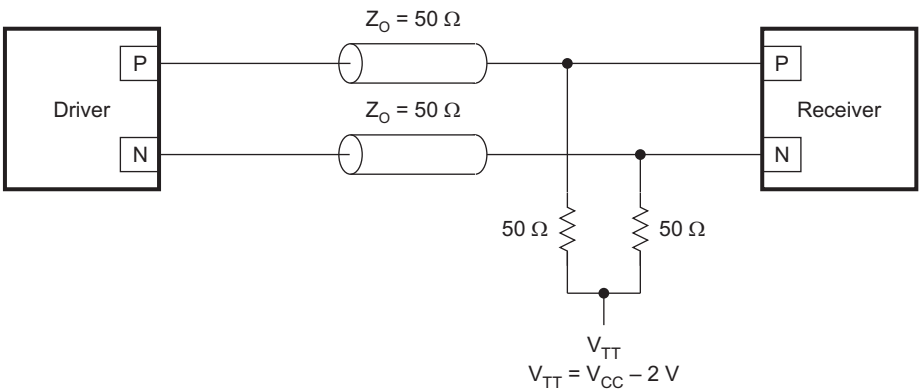 Z_O = 50 Ω
P
P
Driver
Z_O = 50 Ω
Receiver
N
N
50 Ω
50 Ω
V_TT
V_TT = V_CC – 2 V